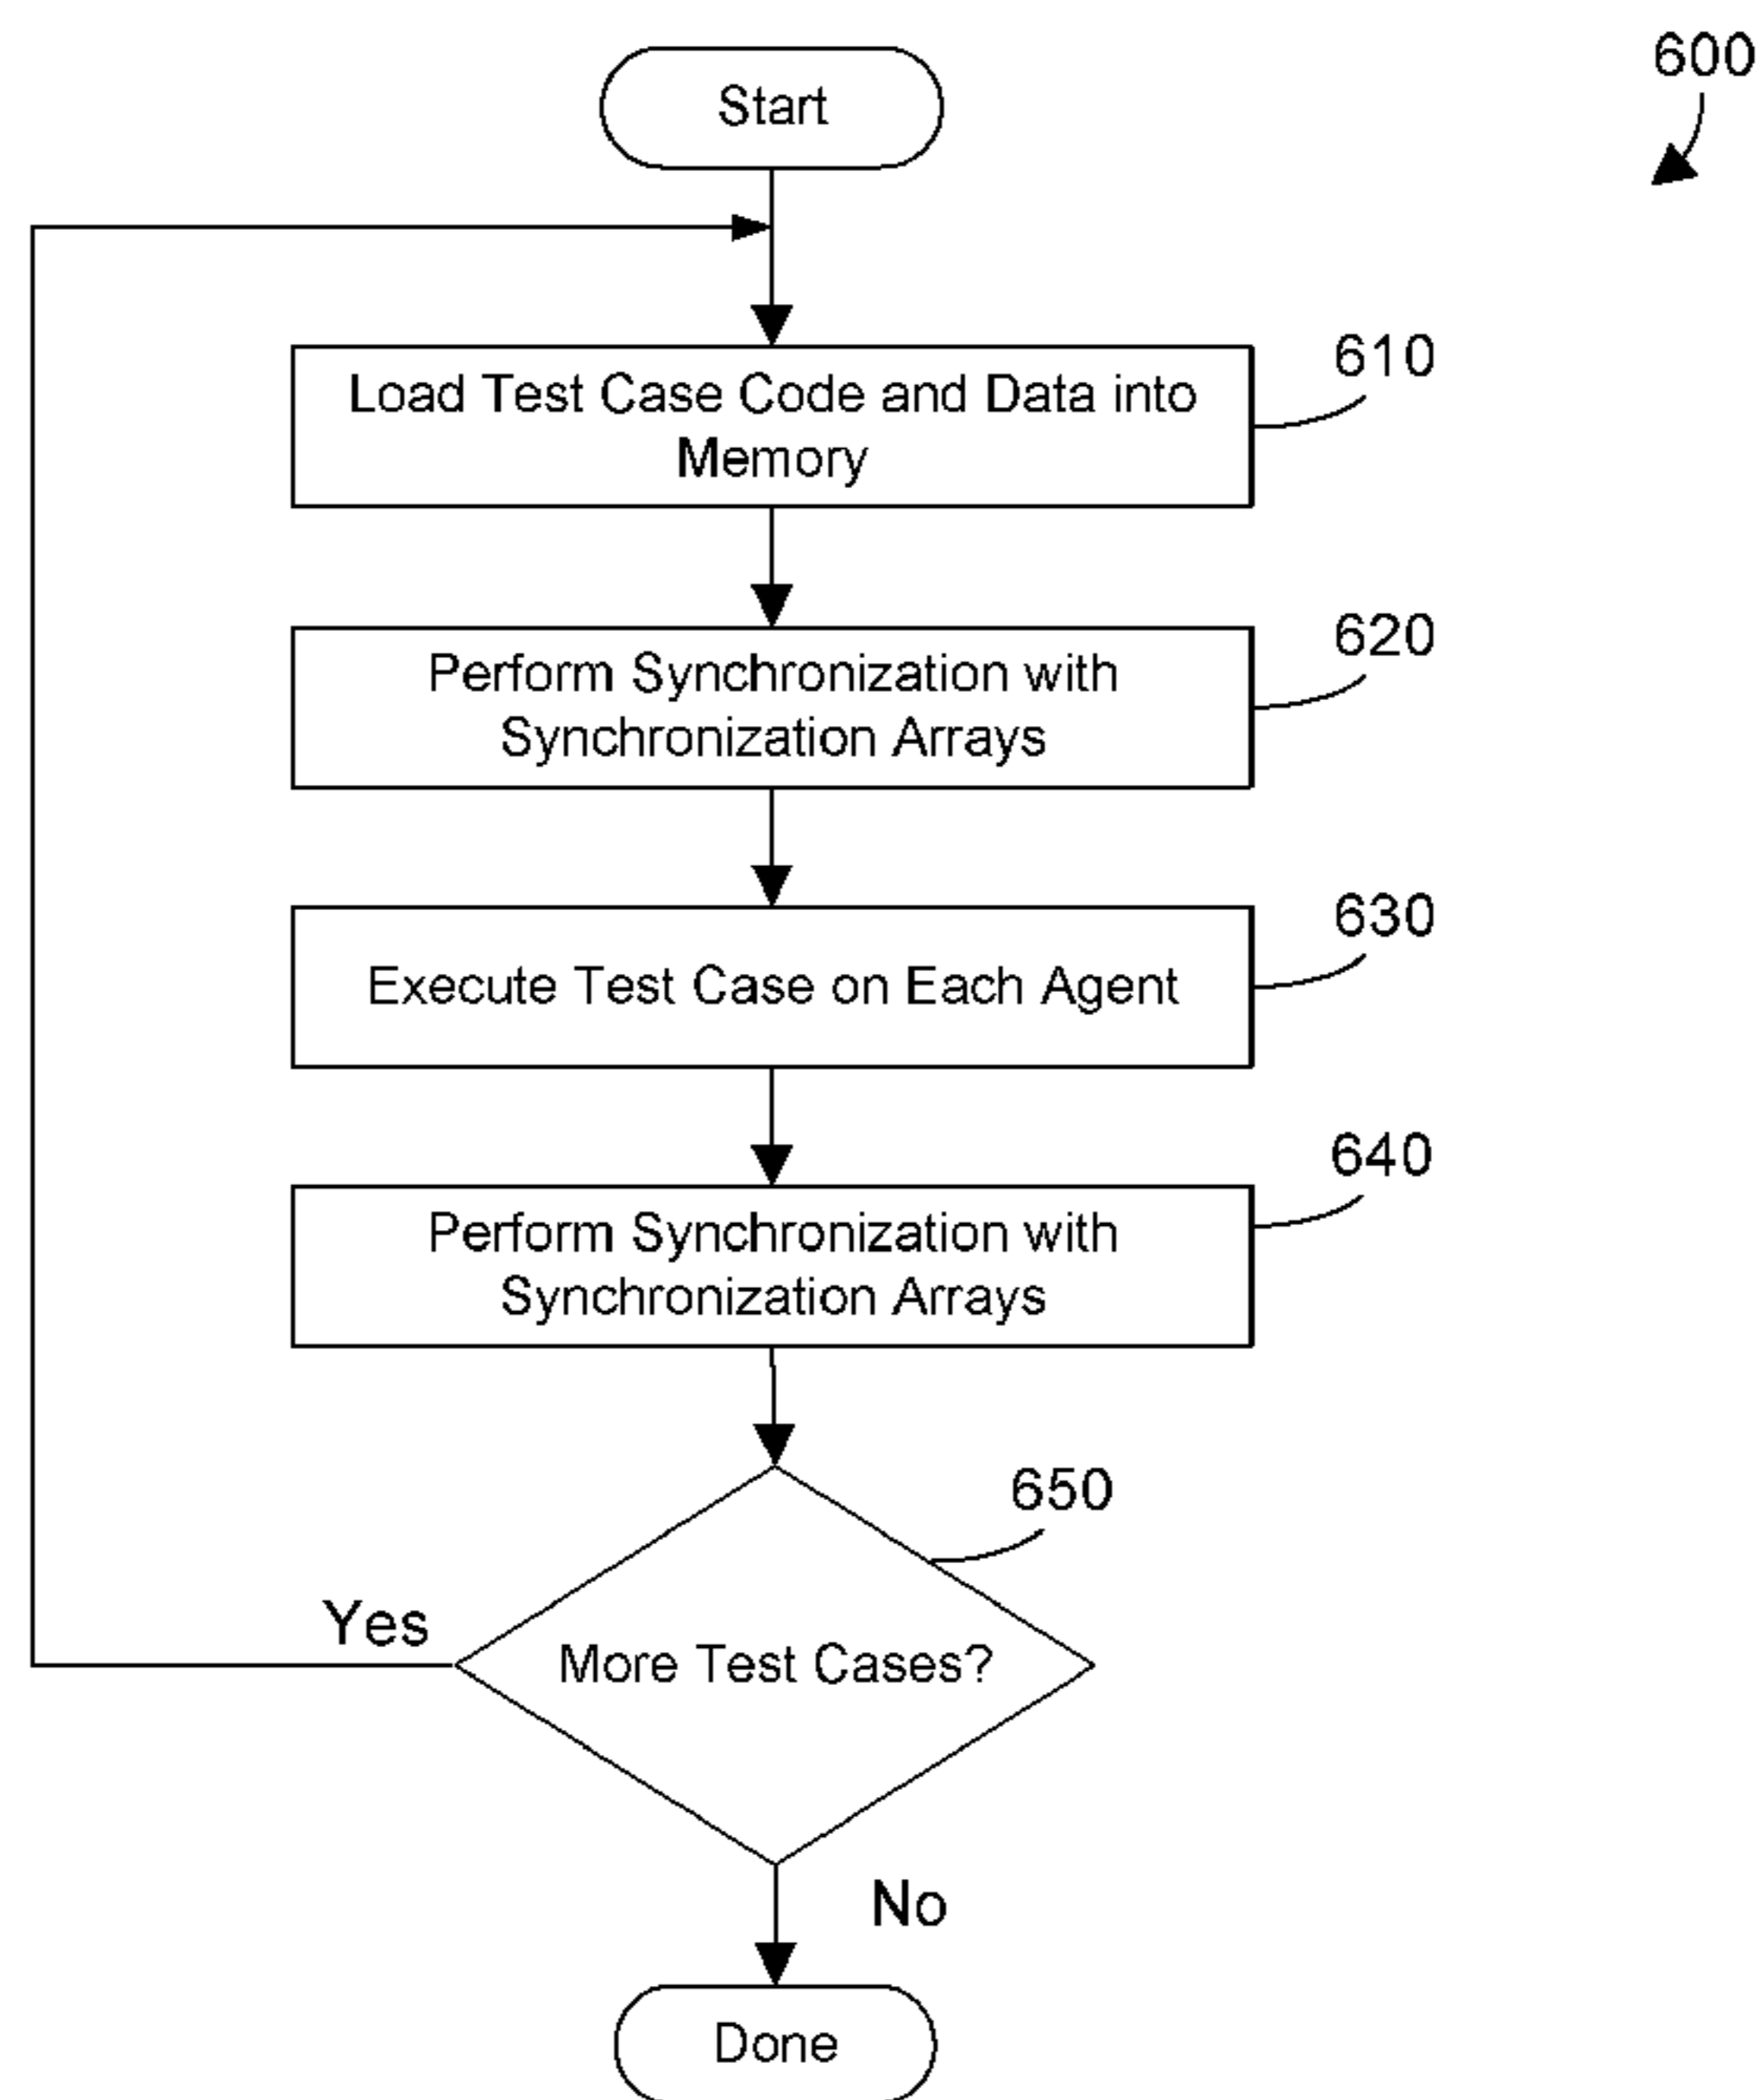 600
Start
610
Load Test Case Code and Data into
Memory
620
Perform Synchronization with
Synchronization Arrays
630
Execute Test Case on Each Agent
640
Perform Synchronization with
Synchronization Arrays
650
Yes
More Test Cases?
No
Done